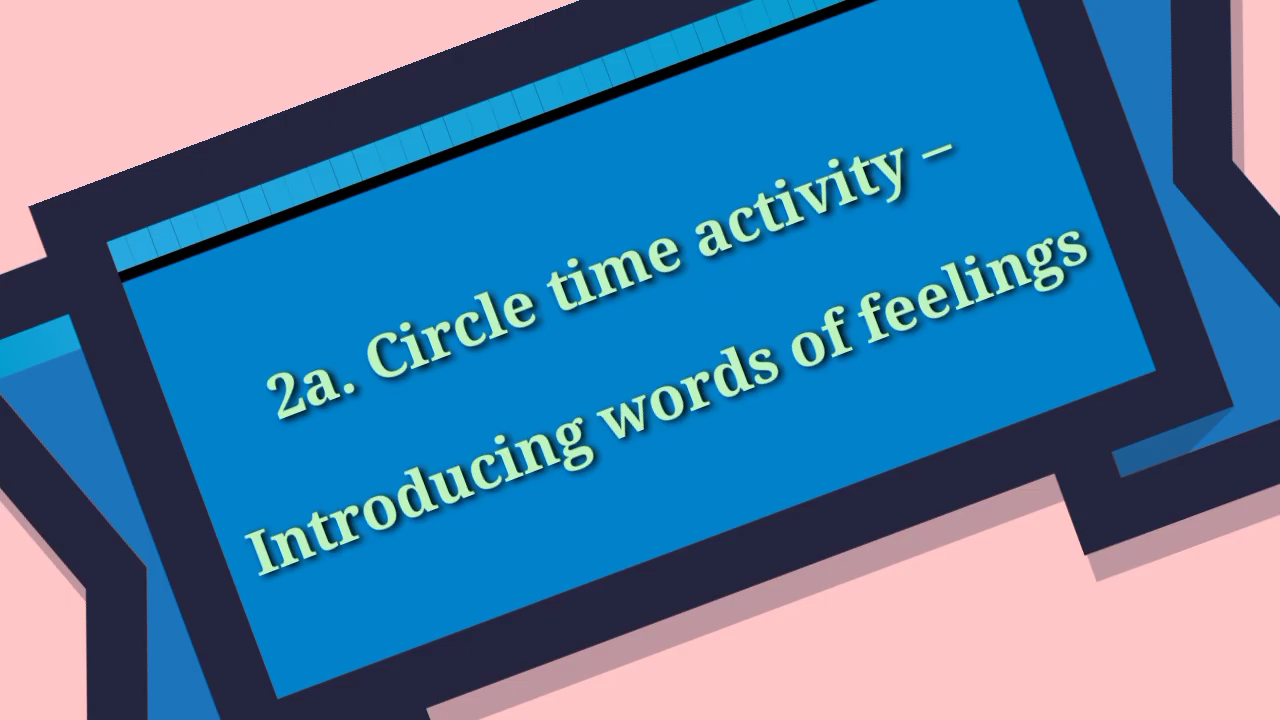 2a. Circle time activity –
Introducing words of feelings